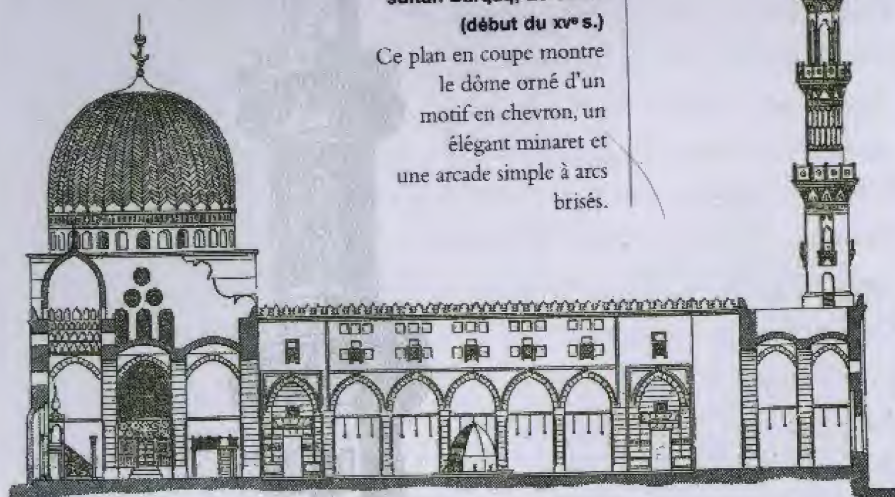 (début du XVᵉ s.)
Ce plan en coupe montre
le dôme orné d'un
motif en chevron, un
élégant minaret et
une arcade simple à arcs
brisés.